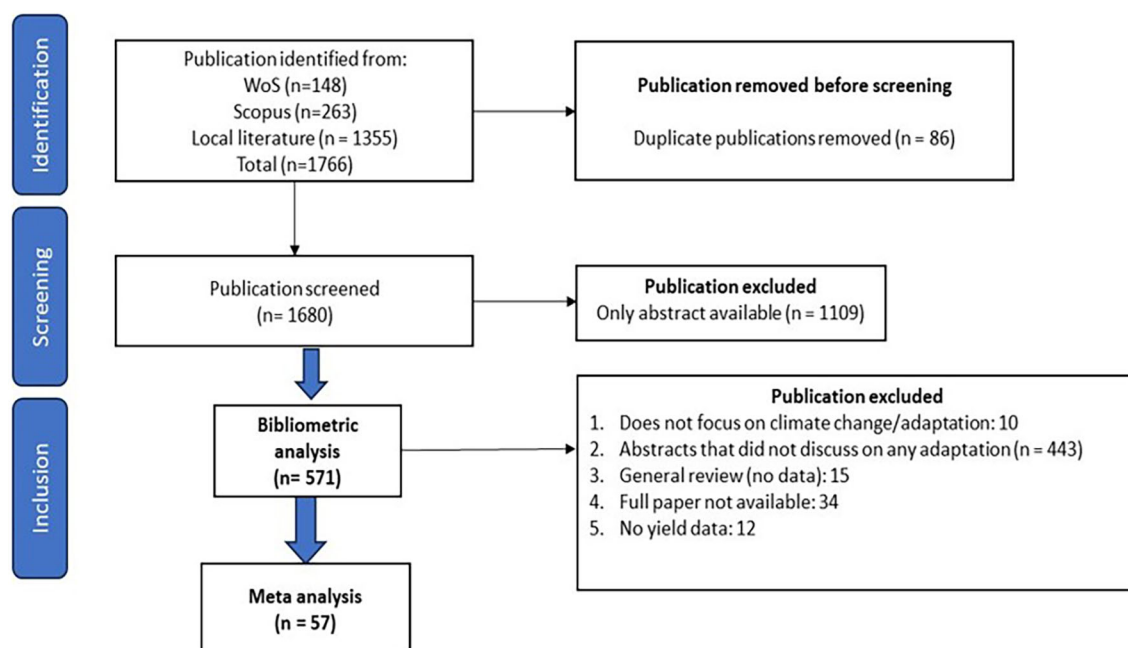 Identification
Publication identified from:
WoS (n=148)
Scopus (n=263)
Local literature (n = 1355)
Total (n=1766)
Publication removed before screening
Duplicate publications removed (n = 86)
Screening
Publication screened
(n= 1680)
Publication excluded
Only abstract available (n = 1109)
Inclusion
Bibliometric
analysis
(n= 571)
Publication excluded
1. Does not focus on climate change/adaptation: 10
2. Abstracts that did not discuss on any adaptation (n = 443)
3. General review (no data): 15
4. Full paper not available: 34
5. No yield data: 12
Meta analysis
(n = 57)